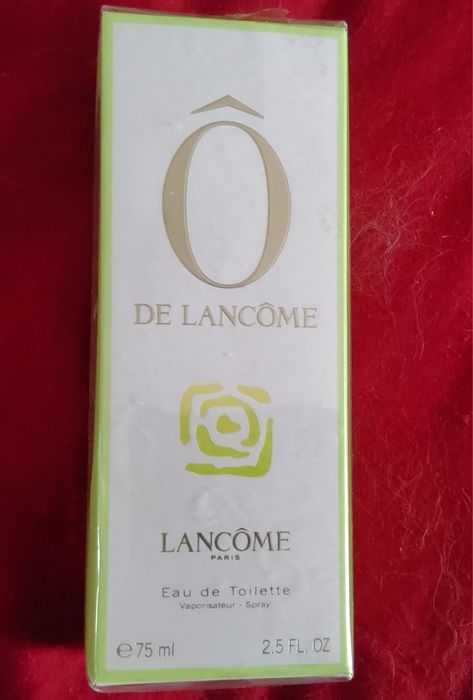 Ô
DE LANCÔME
LANCÔME
PARIS
Eau de Toilette
Vaporisateur - Spray
℮ 75 ml 2.5 FL. OZ